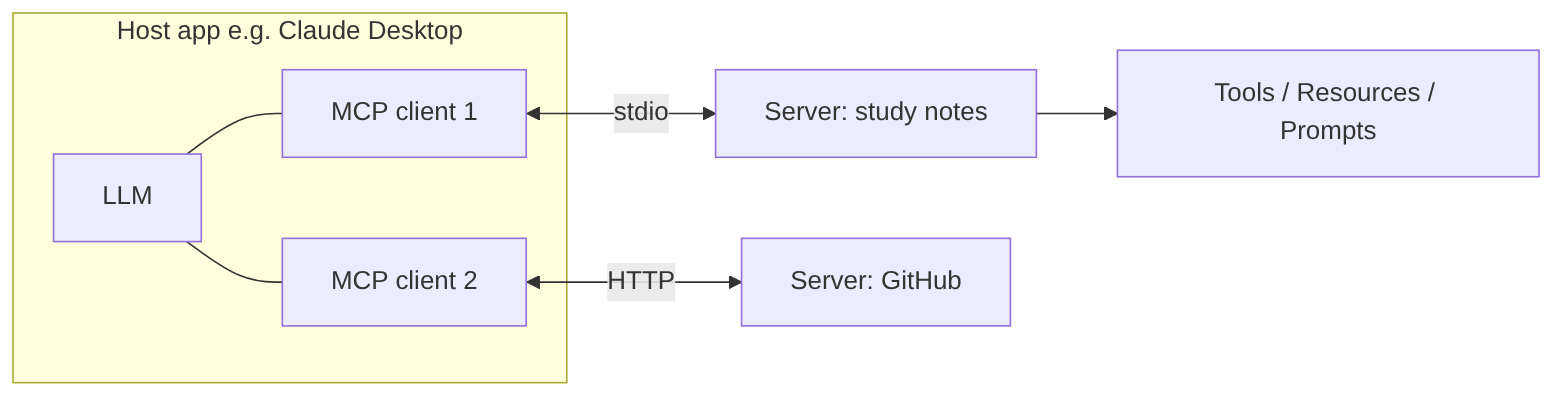 Host app e.g. Claude Desktop
MCP client 1
stdio
Server: study notes
Tools / Resources /
Prompts
LLM
MCP client 2
HTTP
Server: GitHub